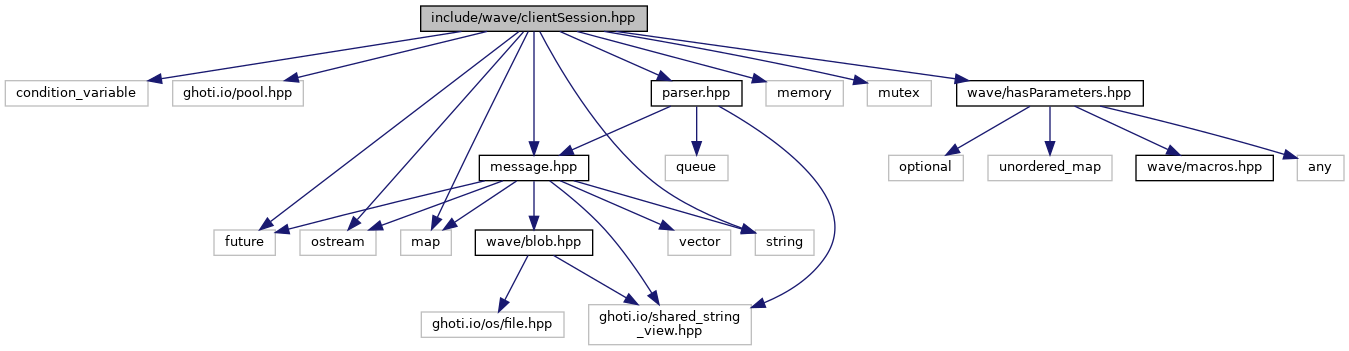 include/wave/clientSession.hpp
condition_variable
ghoti.io/pool.hpp
parser.hpp
memory
mutex
wave/hasParameters.hpp
message.hpp
queue
optional
unordered_map
wave/macros.hpp
any
future
ostream
map
wave/blob.hpp
vector
string
ghoti.io/os/file.hpp
ghoti.io/shared_string
_view.hpp